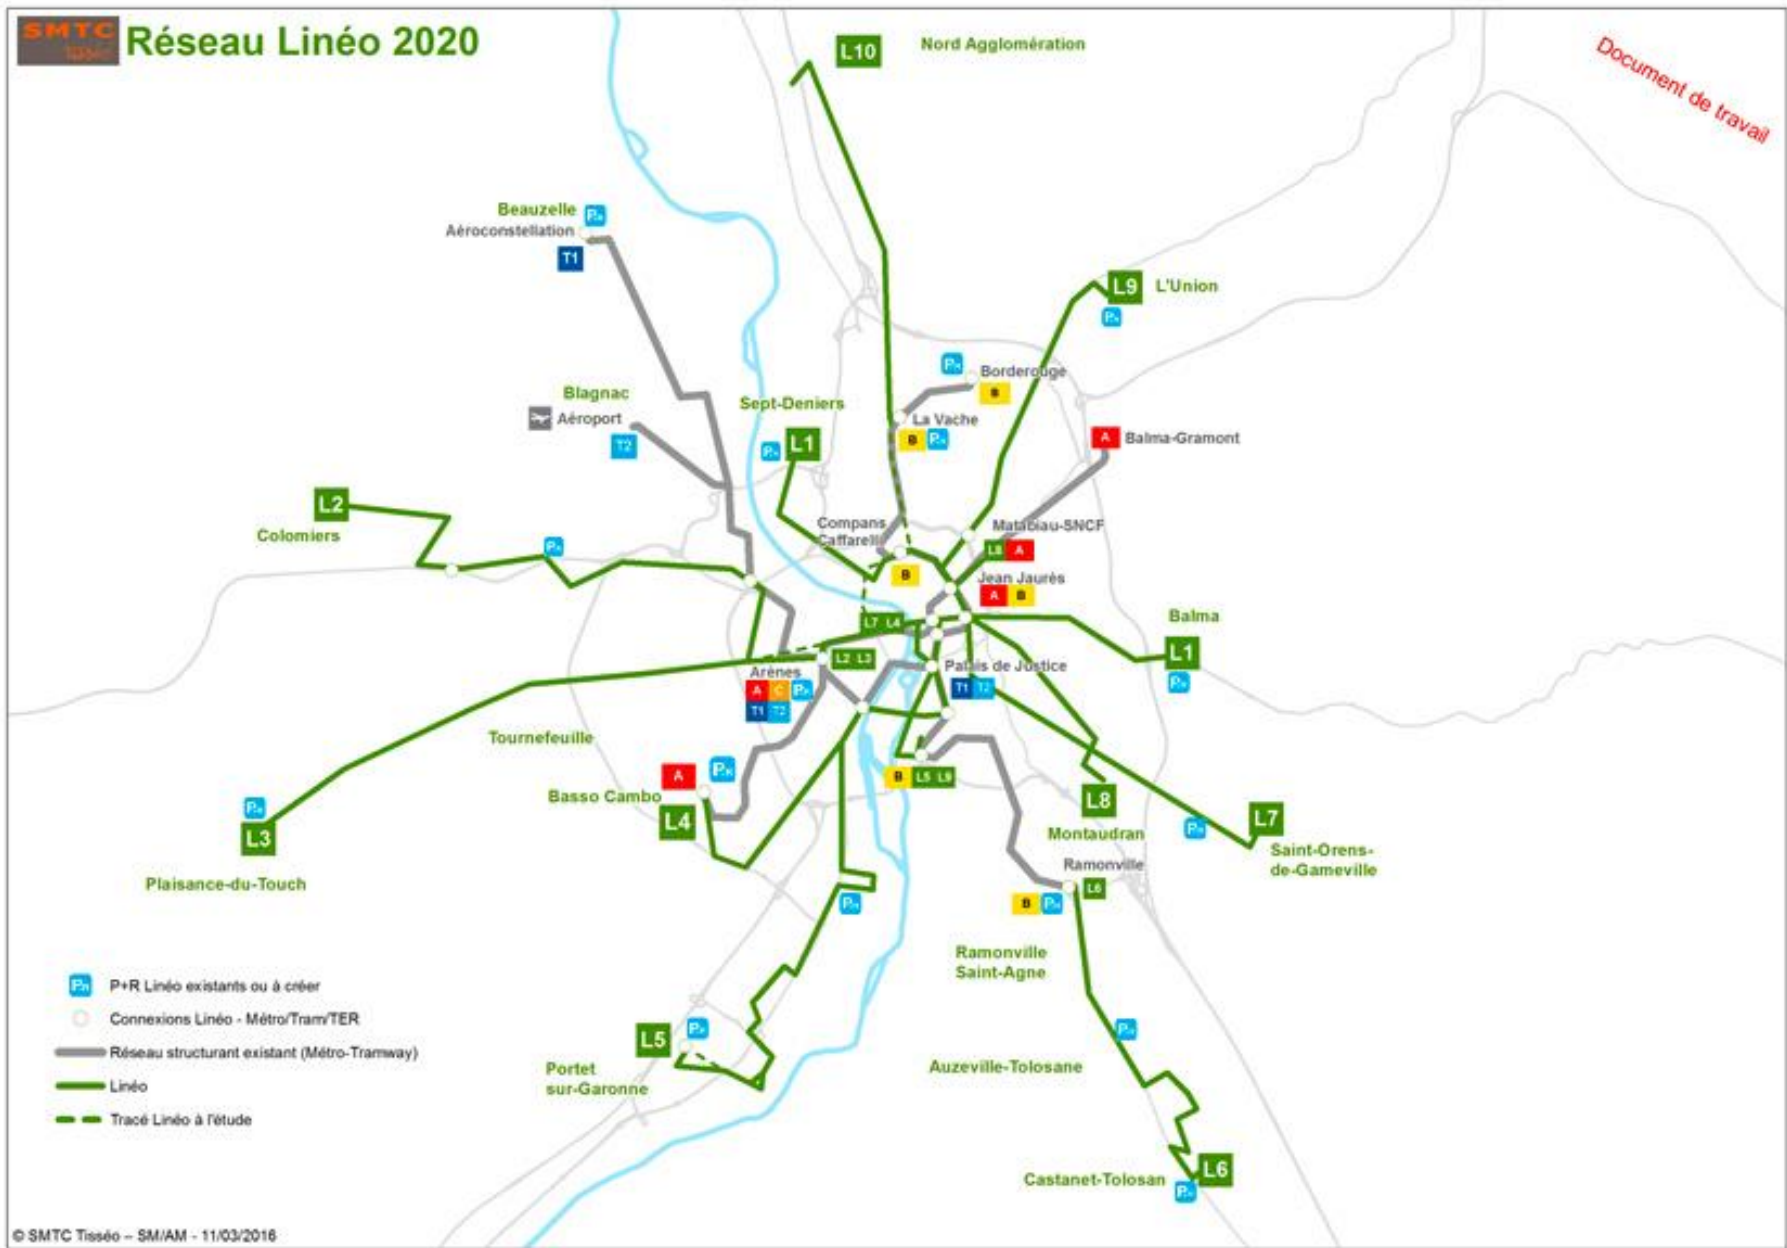 SMTC
Tisséo
Réseau Linéo 2020
Document de travail
L10
Nord Agglomération
Beauzelle
P+R
Aéroconstellation
T1
L9
L'Union
P+R
P+R
Borderouge
B
Blagnac
Aéroport
T2
Sept-Deniers
P+R
L1
La Vache
B
P+R
A
Balma-Gramont
L2
Colomiers
P+R
Compans
Caffarelli
B
Matabiau-SNCF
L8
A
Jean Jaurès
A
B
L7
L4
Balma
L1
P+R
L2
L3
Arènes
A
C
P+R
T1
T2
Palais de Justice
T1
T2
Tournefeuille
Basso Cambo
A
P+R
L4
B
L5
L9
P+R
L3
Plaisance-du-Touch
L8
Montaudran
P+R
L7
Saint-Orens-
de-Gameville
Ramonville
L6
B
P+R
P+R
Ramonville
Saint-Agne
L5
P+R
Portet
sur-Garonne
P+R
Auzeville-Tolosane
Castanet-Tolosan
L6
P+R
P+R
P+R Linéo existants ou à créer
Connexions Linéo - Métro/Tram/TER
Réseau structurant existant (Métro-Tramway)
Linéo
Tracé Linéo à l'étude
© SMTC Tisséo – SM/AM - 11/03/2016